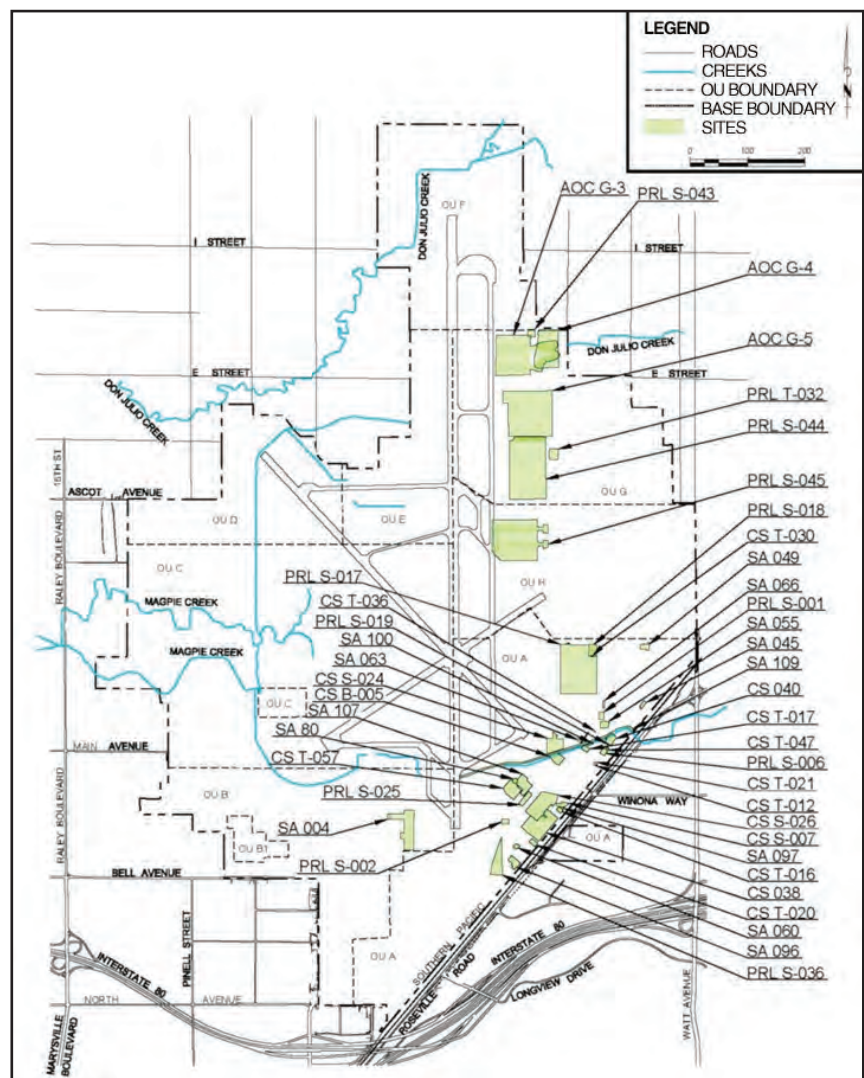 LEGEND
ROADS
CREEKS
OU BOUNDARY
BASE BOUNDARY
SITES
0 100 200
AOC G-3
PRL S-043
OU F
DON JULIO CREEK
I STREET
I STREET
AOC G-4
DON JULIO CREEK
AOC G-5
E STREET
E STREET
DON JULIO CREEK
PRL T-032
PRL S-044
15TH ST
ASCOT AVENUE
OU G
PRL S-045
OU D
OU E
PRL S-018
CS T-030
SA 049
OU C
RALEY BOULEVARD
OU H
PRL S-017
SA 066
CS T-036
PRL S-001
MAGPIE CREEK
PRL S-019
SA 055
SA 100
SA 045
MAGPIE CREEK
OU A
SA 063
SA 109
CS S-024
CS 040
CS B-005
OU C
CS T-017
SA 107
SA 80
CS T-047
MAIN AVENUE
PRL S-006
CS T-057
CS T-021
PRL S-025
CS T-012
OU B
WINONA WAY
CS S-026
SA 004
CS S-007
OU A
SA 097
OU B1
RALEY BOULEVARD
PRL S-002
CS T-016
BELL AVENUE
CS 038
CS T-020
SA 060
SA 096
PRL S-036
PINELL STREET
OU A
SOUTHERN PACIFIC
ROSEVILLE ROAD
INTERSTATE 80
INTERSTATE 80
LONGVIEW DRIVE
NORTH AVENUE
WATT AVENUE
MARYSVILLE BOULEVARD